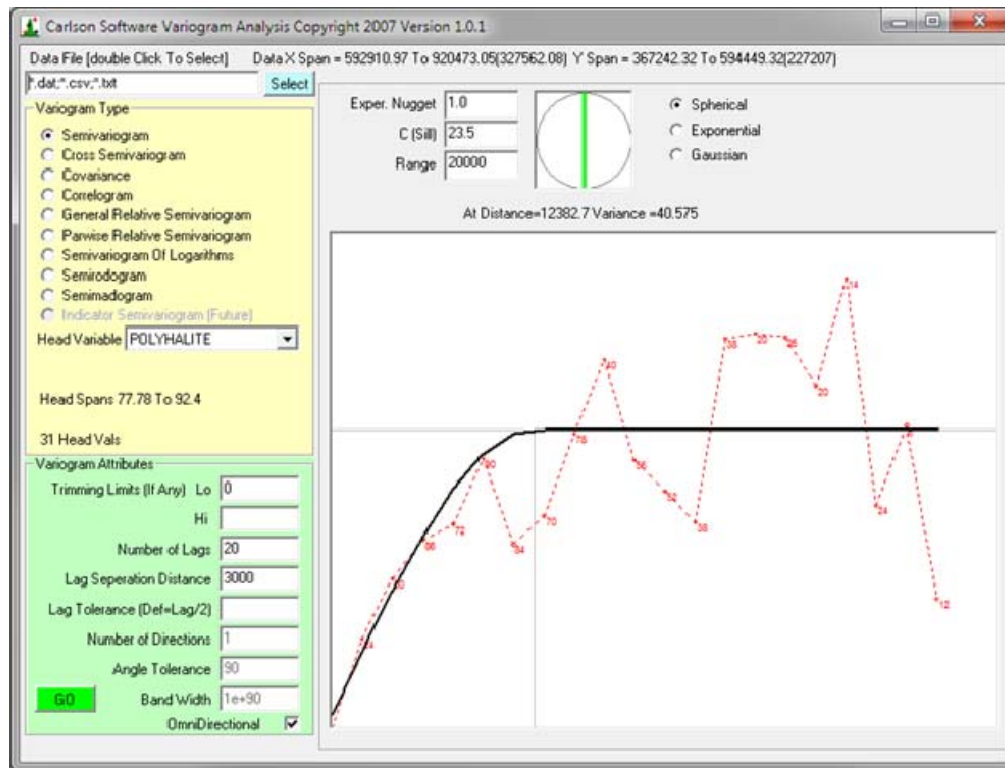 Carlson Software Variogram Analysis Copyright 2007 Version 1.0.1
Data File [double Click To Select] Data X Span = 592910.97 To 920473.05(327562.08) Y Span = 367242.32 To 594449.32(227207)
*.dat;*.csv;*.txt Select
Variogram Type
Semivariogram
Cross Semivariogram
Covariance
Correlogram
General Relative Semivariogram
Parwise Relative Semivariogram
Semivariogram Of Logarithms
Semirodogram
Semimadogram
Indicator Semivariogram (Future)
Head Variable POLYHALITE
Head Spans 77.78 To 92.4
31 Head Vals
Variogram Attributes
Trimming Limits (If Any) Lo 0
Hi
Number of Lags 20
Lag Seperation Distance 3000
Lag Tolerance (Def=Lag/2)
Number of Directions 1
Angle Tolerance 90
GO
Band Width 1e+90
OmniDirectional
Exper. Nugget 1.0
C (Sill) 23.5
Range 20000
Spherical
Exponential
Gaussian
At Distance=12382.7 Variance =40.575
14
38
20
26
40
20
78
90
56
52
38
70
24
72
66
84
12